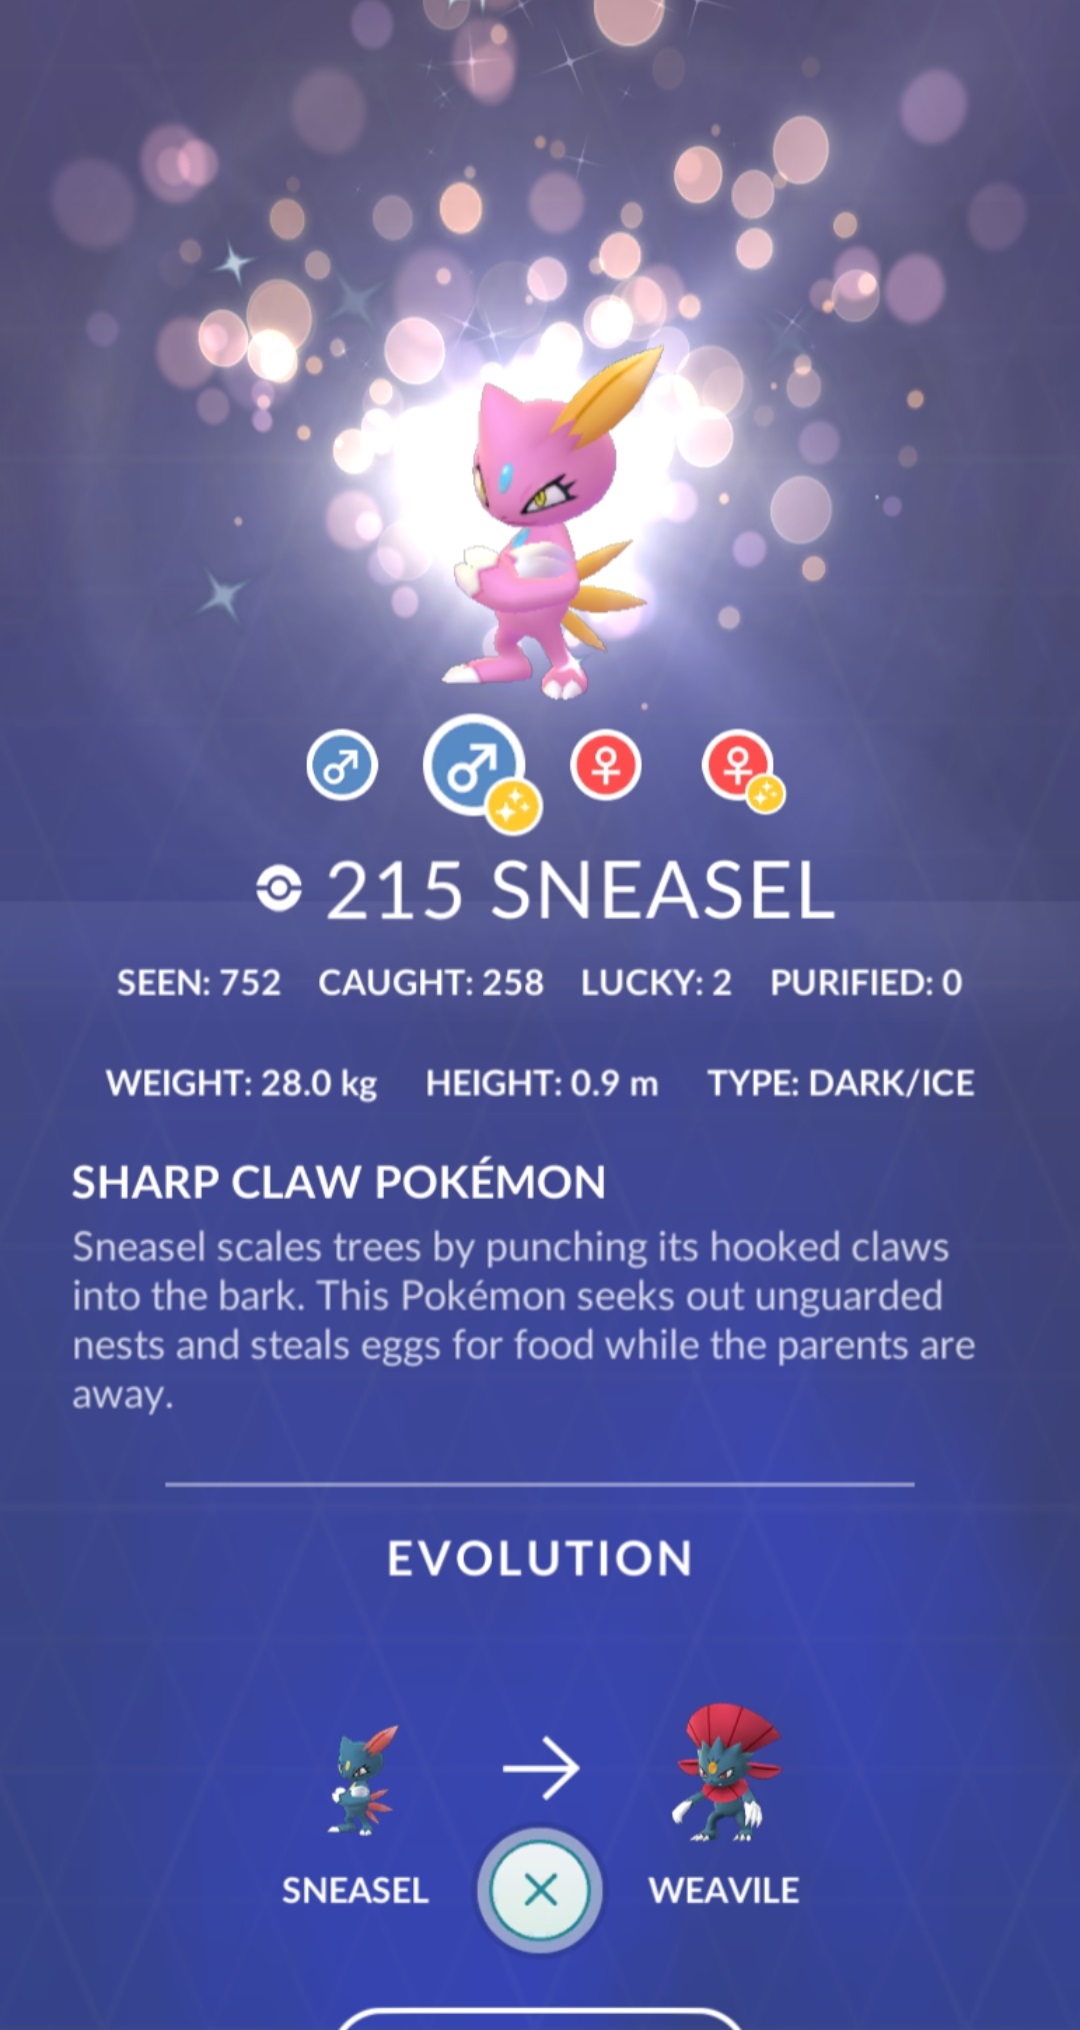 215 SNEASEL
SEEN: 752 CAUGHT: 258 LUCKY: 2 PURIFIED: 0
WEIGHT: 28.0 kg HEIGHT: 0.9 m TYPE: DARK/ICE
SHARP CLAW POKÉMON
Sneasel scales trees by punching its hooked claws
into the bark. This Pokémon seeks out unguarded
nests and steals eggs for food while the parents are
away.
EVOLUTION
SNEASEL WEAVILE